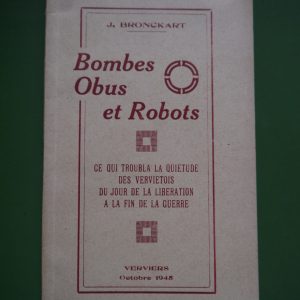 J. BRONCKART
Bombes
Obus
et Robots
CE QUI TROUBLA LA QUIETUDE
DES VERVIETOIS
DU JOUR DE LA LIBERATION
A LA FIN DE LA GUERRE
VERVIERS
Octobre 1945